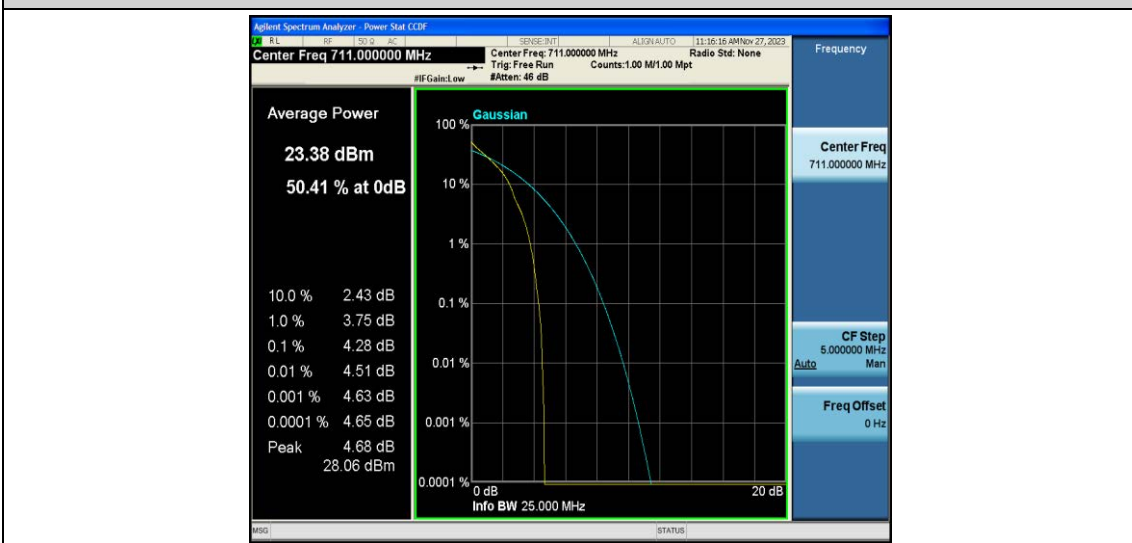 Agilent Spectrum Analyzer - Power Stat CCDF
RL RF 50 Ω AC SENSE:INT ALIGN AUTO 11:16:16 AM Nov 27, 2023
Center Freq 711.000000 MHz
Center Freq: 711.000000 MHz Radio Std: None
Trig: Free Run Counts:1.00 M/1.00 Mpt
#IFGain:Low #Atten: 46 dB
Frequency
Average Power
23.38 dBm
50.41 % at 0dB
10.0 % 2.43 dB
1.0 % 3.75 dB
0.1 % 4.28 dB
0.01 % 4.51 dB
0.001 % 4.63 dB
0.0001 % 4.65 dB
Peak 4.68 dB
28.06 dBm
Gaussian
100 %
10 %
1 %
0.1 %
0.01 %
0.001 %
0.0001 %
0 dB 20 dB
Info BW 25.000 MHz
Center Freq
711.000000 MHz
CF Step
5.000000 MHz
Auto Man
Freq Offset
0 Hz
MSG STATUS